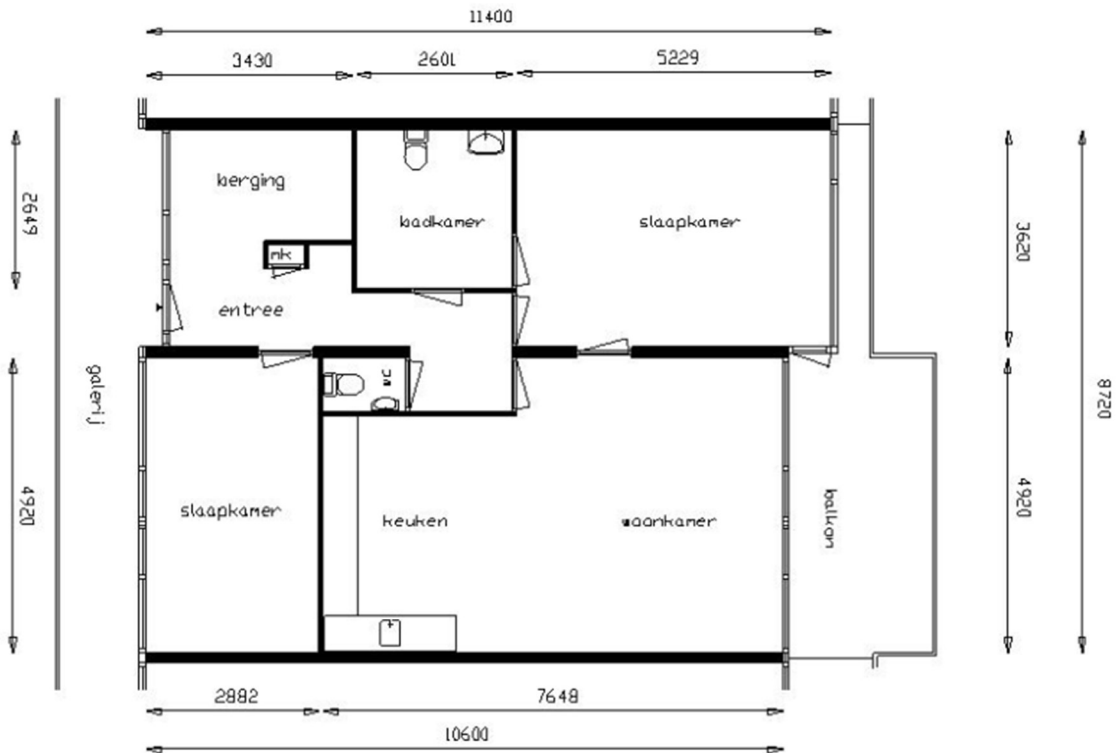 11400
3430
2601
5229
berging
badkamer
slaapkamer
mk
entree
2649
3620
8720
galerij
wc
slaapkamer
keuken
woonkamer
balkon
4920
4920
2882
7648
10600